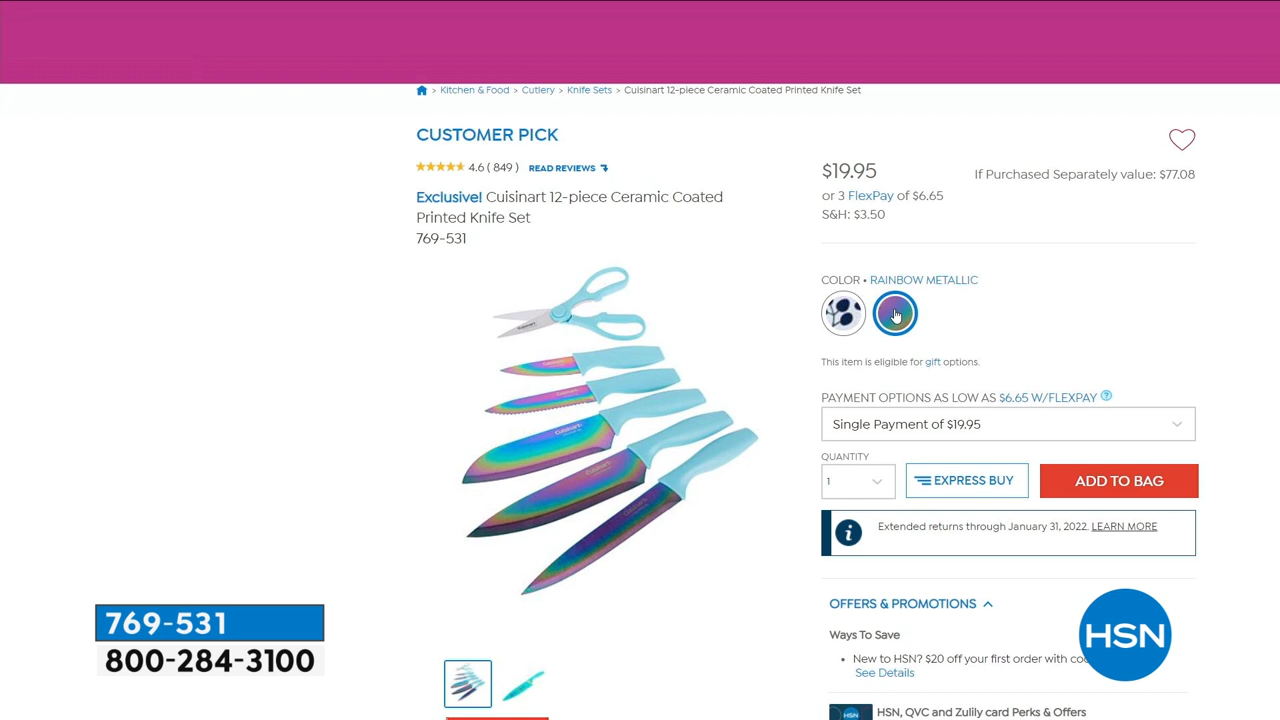 > Kitchen & Food > Cutlery > Knife Sets > Cuisinart 12-piece Ceramic Coated Printed Knife Set
CUSTOMER PICK
4.6 ( 849 ) READ REVIEWS
Exclusive! Cuisinart 12-piece Ceramic Coated
Printed Knife Set
769-531
$19.95
If Purchased Separately value: $77.08
or 3 FlexPay of $6.65
S&H: $3.50
COLOR • RAINBOW METALLIC
This item is eligible for gift options.
PAYMENT OPTIONS AS LOW AS $6.65 W/FLEXPAY ?
Single Payment of $19.95
QUANTITY
1
EXPRESS BUY
ADD TO BAG
i
Extended returns through January 31, 2022. LEARN MORE
OFFERS & PROMOTIONS
Ways To Save
• New to HSN? $20 off your first order with
See Details
HSN
HSN
HSN, QVC and Zulily card Perks & Offers
Cuisinart
Cuisinart
Cuisinart
769-531
800-284-3100